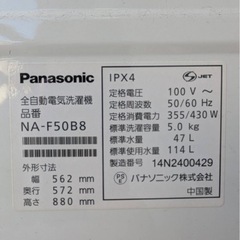 Panasonic
全自動電気洗濯機
品番
NA-F50B8
外形寸法
幅 562 mm
奥行 572 mm
高さ 880 mm
IPX4
JET
定格電圧 100 V～
定格周波数 50/60 Hz
定格消費電力 355/430 W
標準洗濯容量 5.0 kg
標準水量 47 L
標準使用水量 114 L
製造番号 14N2400429
PS
E
パナソニック株式会社
中国製